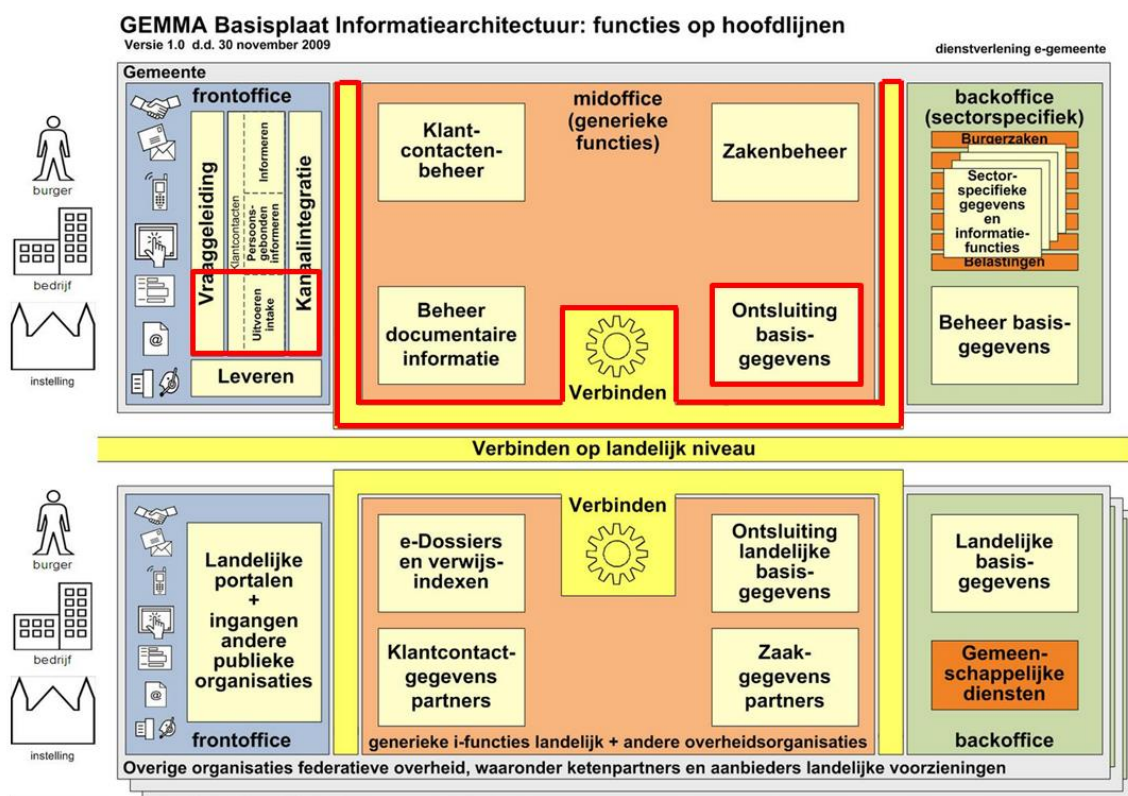 GEMMA Basisplaat Informatiearchitectuur: functies op hoofdlijnen
Versie 1.0 d.d. 30 november 2009
dienstverlening e-gemeente
Gemeente
frontoffice
Vraaggeleiding
Klantcontacten
Informeren
Persoons-
gebonden
informeren
Uitvoeren
intake
Kanaalintegratie
Leveren
midoffice
(generieke
functies)
Klant-
contacten-
beheer
Zakenbeheer
Beheer
documentaire
informatie
Verbinden
Ontsluiting
basis-
gegevens
backoffice
(sectorspecifiek)
Burgerzaken
Sector-
specifieke
gegevens
en
informatie-
functies
Belastingen
Beheer basis-
gegevens
burger
bedrijf
instelling
@
Verbinden op landelijk niveau
burger
bedrijf
instelling
@
Landelijke
portalen
+
ingangen
andere
publieke
organisaties
frontoffice
e-Dossiers
en verwijs-
indexen
Verbinden
Ontsluiting
landelijke
basis-
gegevens
Klantcontact-
gegevens
partners
Zaak-
gegevens
partners
generieke i-functies landelijk + andere overheidsorganisaties
Landelijke
basis-
gegevens
Gemeen-
schappelijke
diensten
backoffice
Overige organisaties federatieve overheid, waaronder ketenpartners en aanbieders landelijke voorzieningen